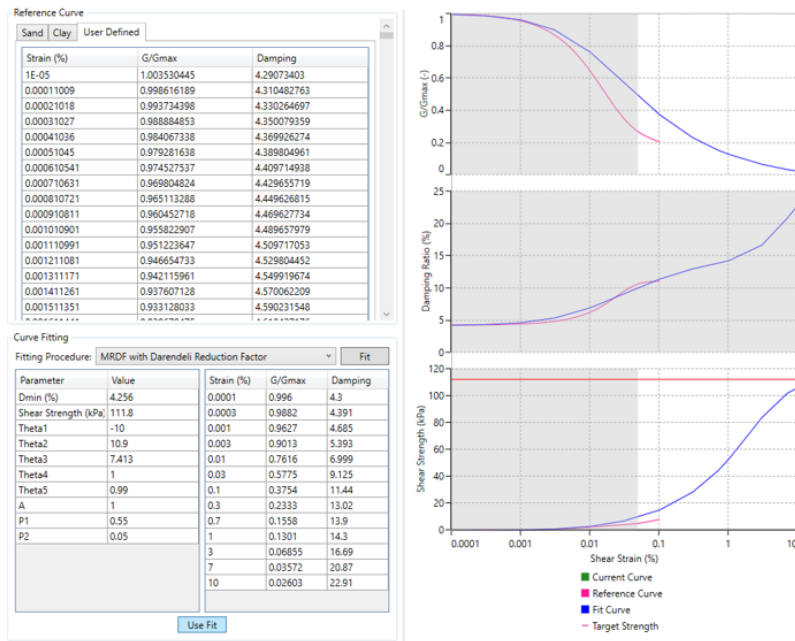 Reference Curve
Sand Clay User Defined
Strain (%) G/Gmax Damping
1E-05 1.003530445 4.29073403
0.00011009 0.998616189 4.310482763
0.00021018 0.993734398 4.330264697
0.00031027 0.988884853 4.350079359
0.00041036 0.984067338 4.369926274
0.00051045 0.979281638 4.389804961
0.000610541 0.974527537 4.409714938
0.000710631 0.969804824 4.429655719
0.000810721 0.965113288 4.449626815
0.000910811 0.960452718 4.469627734
0.001010901 0.955822907 4.489657979
0.001110991 0.951223647 4.509717053
0.001211081 0.946654733 4.529804452
0.001311171 0.942115961 4.549919674
0.001411261 0.937607128 4.570062209
0.001511351 0.933128033 4.590231548
Curve Fitting
Fitting Procedure: MRDF with Darendeli Reduction Factor Fit
Parameter Value
Dmin (%) 4.256
Shear Strength (kPa) 111.8
Theta1 -10
Theta2 10.9
Theta3 7.413
Theta4 1
Theta5 0.99
A 1
P1 0.55
P2 0.05
Strain (%) G/Gmax Damping
0.0001 0.996 4.3
0.0003 0.9882 4.391
0.001 0.9627 4.685
0.003 0.9013 5.393
0.01 0.7616 6.999
0.03 0.5775 9.125
0.1 0.3754 11.44
0.3 0.2333 13.02
0.7 0.1558 13.9
1 0.1301 14.3
3 0.06855 16.69
7 0.03572 20.87
10 0.02603 22.91
Use Fit
G/Gmax (-)
1
0.8
0.6
0.4
0.2
0
Damping Ratio (%)
25
20
15
10
5
0
Shear Strength (kPa)
120
100
80
60
40
20
0
0.0001 0.001 0.01 0.1 1 10
Shear Strain (%)
Current Curve
Reference Curve
Fit Curve
Target Strength